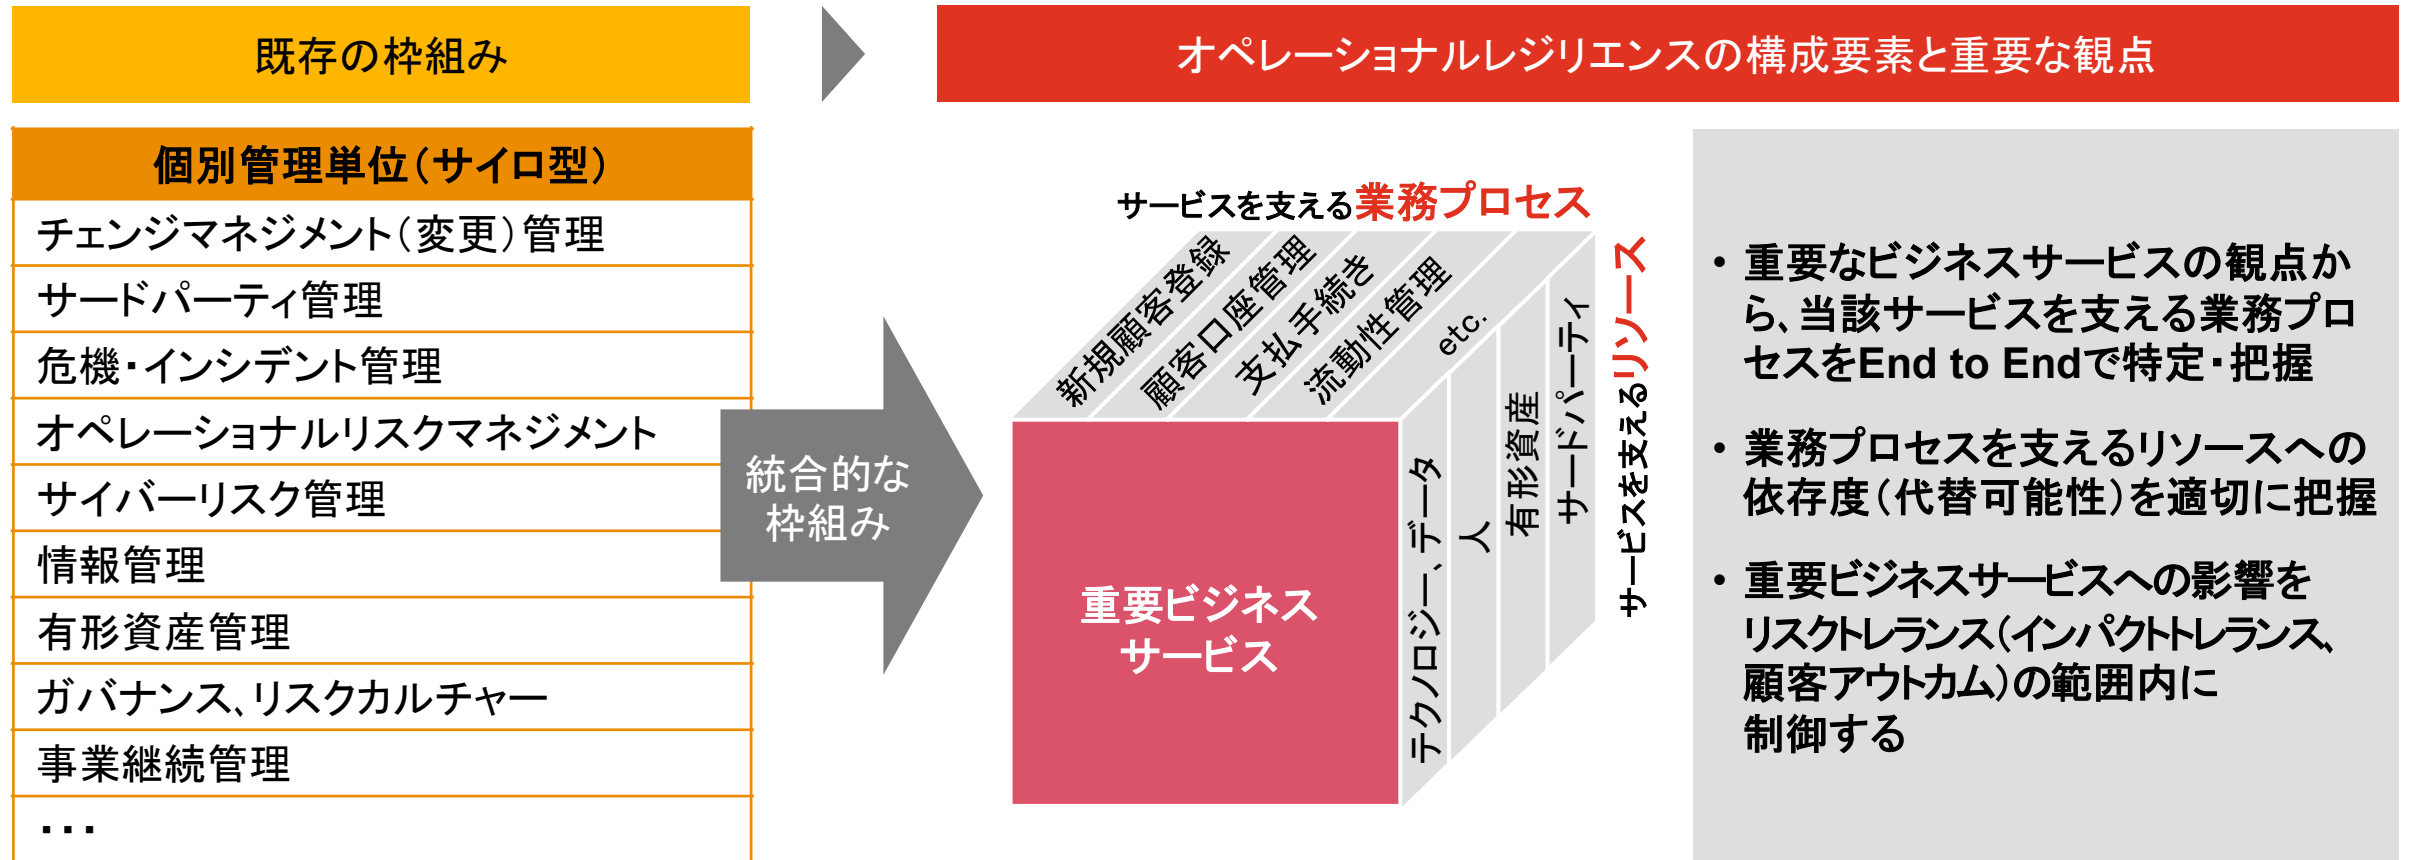 既存の枠組み
オペレーショナルレジリエンスの構成要素と重要な観点
個別管理単位（サイロ型）
チェンジマネジメント（変更）管理
サードパーティ管理
危機・インシデント管理
オペレーショナルリスクマネジメント
サイバーリスク管理
情報管理
有形資産管理
ガバナンス、リスクカルチャー
事業継続管理
・・・
統合的な
枠組み
サービスを支える業務プロセス
新規顧客登録
顧客口座管理
支払手続き
流動性管理
etc.
重要ビジネス
サービス
テクノロジー、データ
人
有形資産
サードパーティ
サービスを支えるリソース
• 重要なビジネスサービスの観点か
ら、当該サービスを支える業務プロ
セスをEnd to Endで特定・把握
• 業務プロセスを支えるリソースへの
依存度（代替可能性）を適切に把握
• 重要ビジネスサービスへの影響を
リスクトレランス（インパクトトレランス、
顧客アウトカム）の範囲内に
制御する